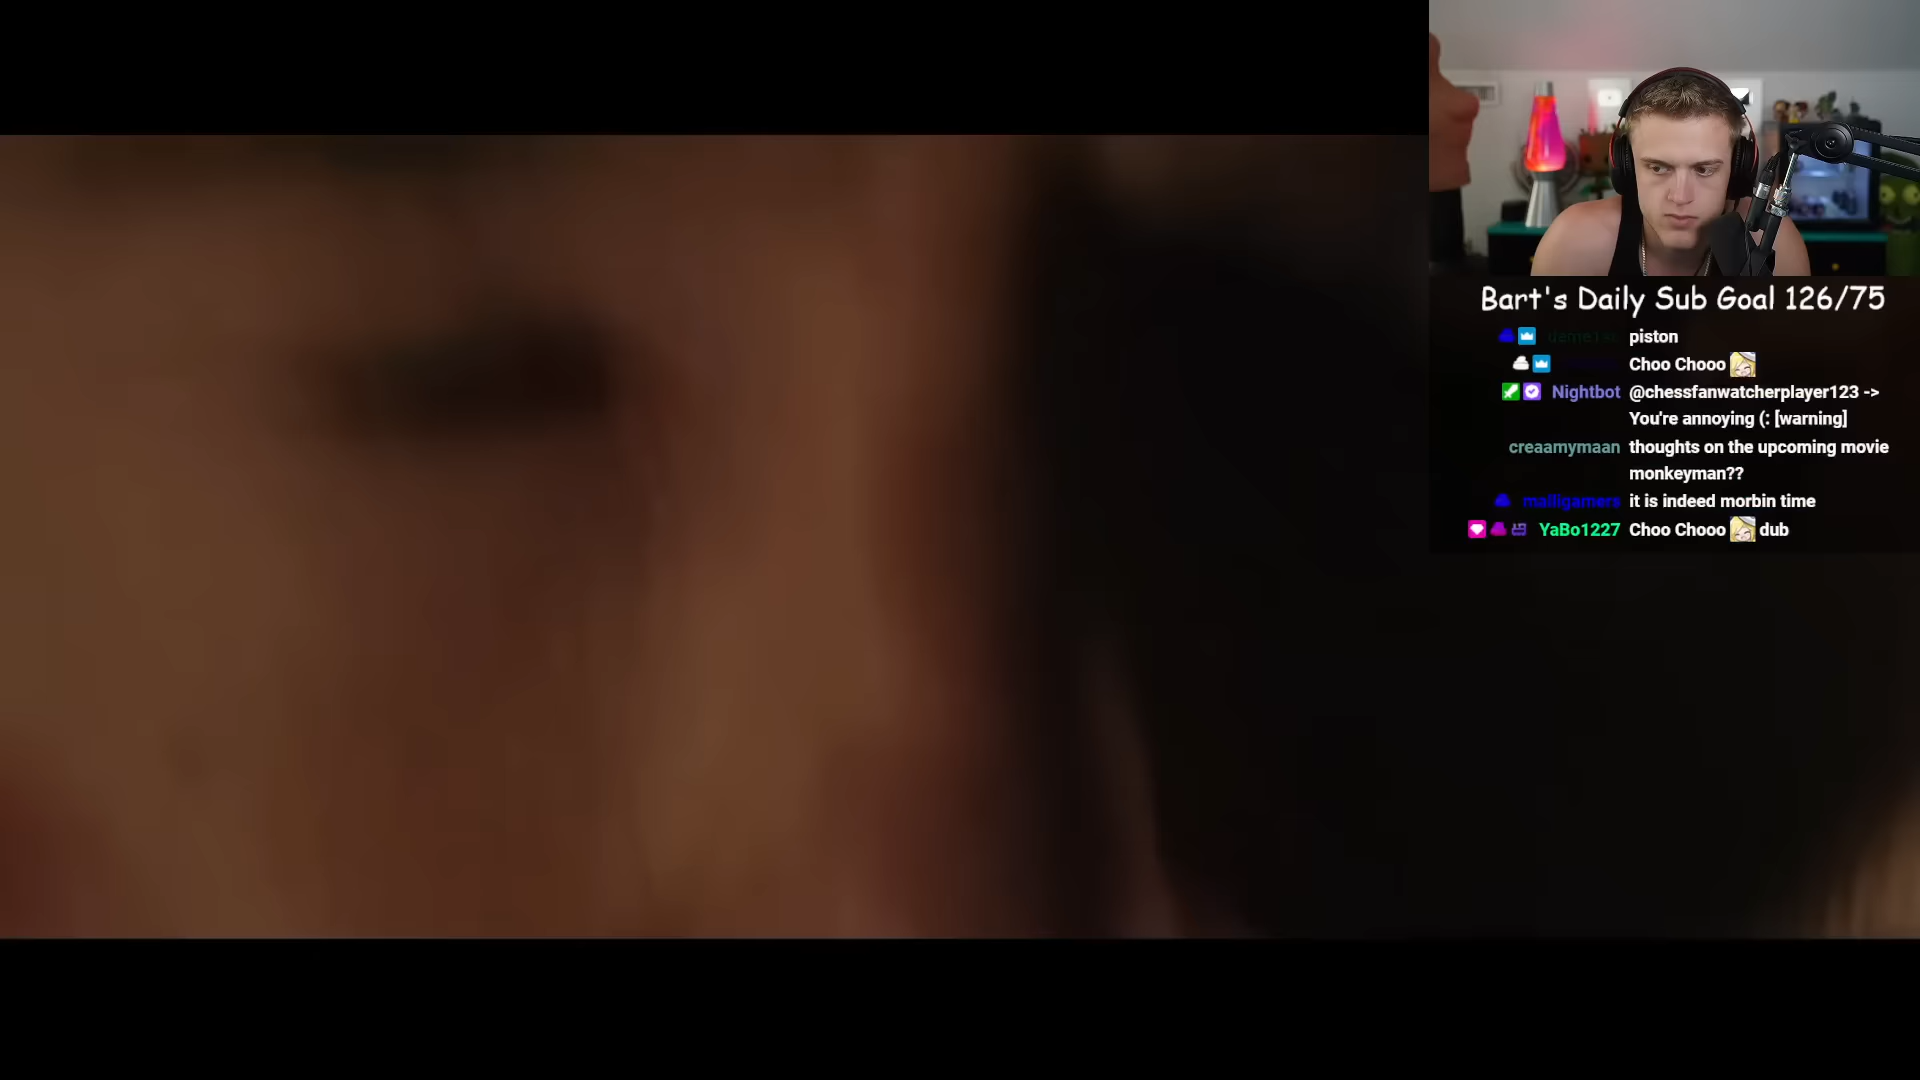 Bart's Daily Sub Goal 126/75
piston
Choo Chooo
Nightbot @chessfanwatcherplayer123 ->
You're annoying (: [warning]
creaamymaan thoughts on the upcoming movie
monkeyman??
malligamers it is indeed morbin time
YaBo1227 Choo Chooo dub